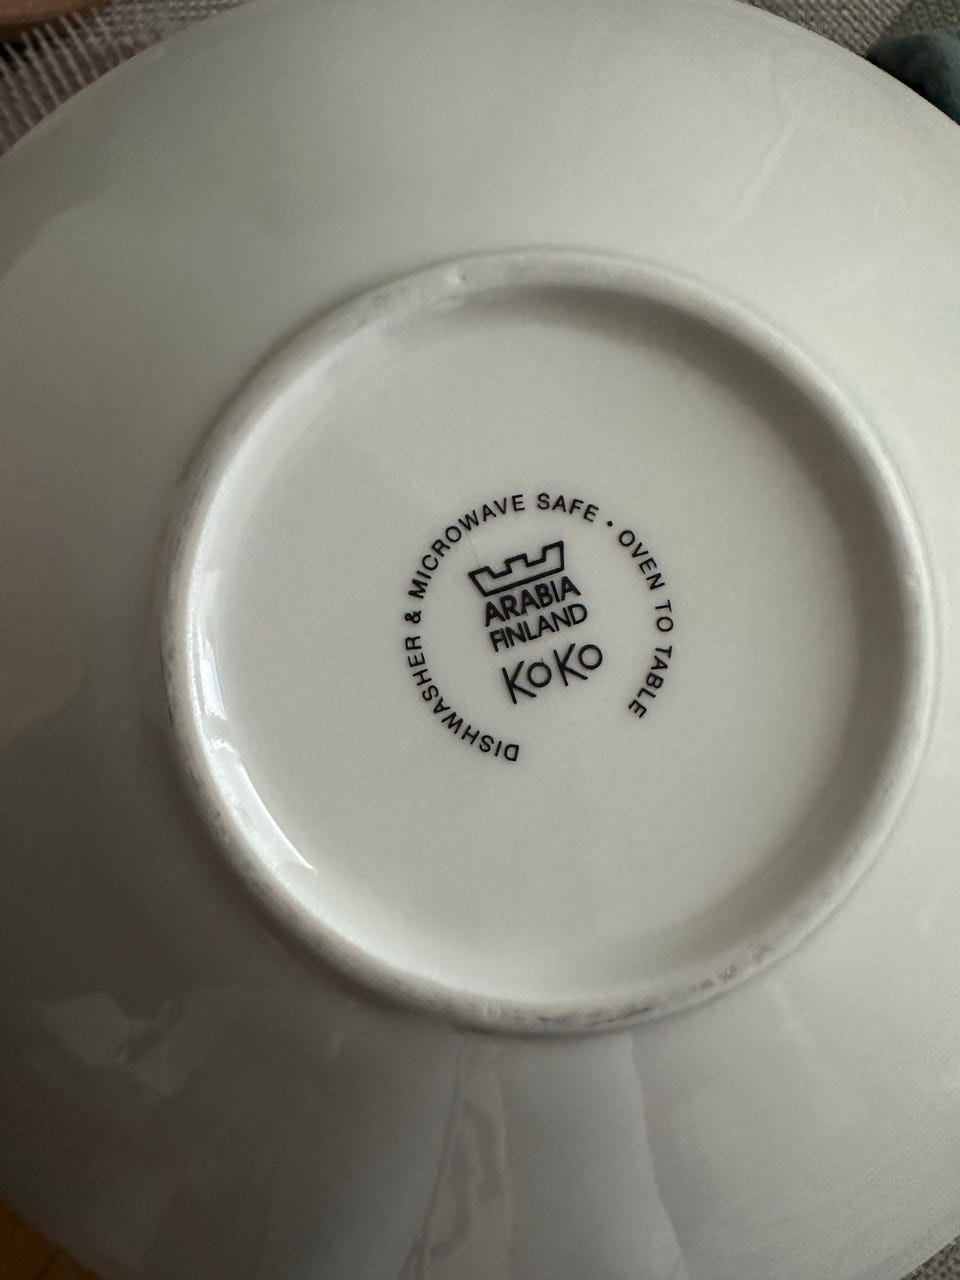 DISHWASHER & MICROWAVE SAFE • OVEN TO TABLE
ARABIA
FINLAND
KoKo